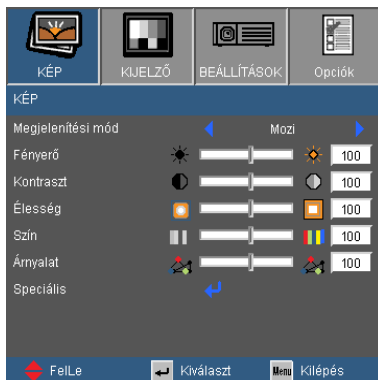 KÉP KIJELZŐ BEÁLLÍTÁSOK Opciók
KÉP
Megjelenítési mód Mozi
Fényerő 100
Kontraszt 100
Élesség 100
Szín 100
Árnyalat 100
Speciális
FelLe Kiválaszt Menu Kilépés